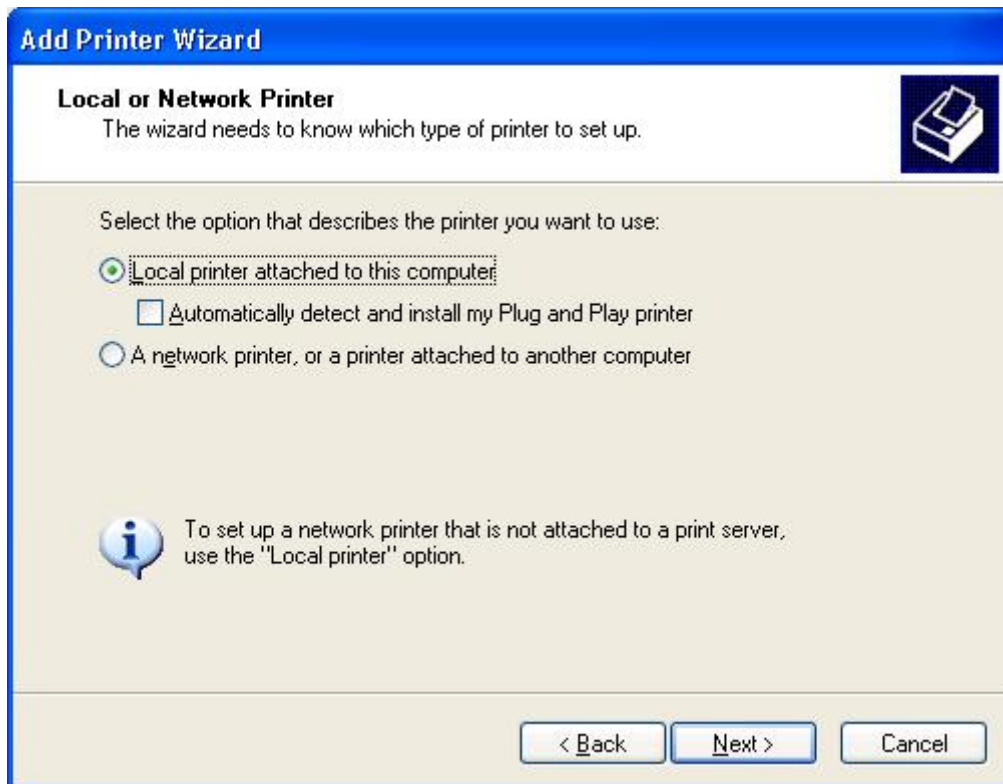 Add Printer Wizard
Local or Network Printer
The wizard needs to know which type of printer to set up.
Select the option that describes the printer you want to use:
Local printer attached to this computer
Automatically detect and install my Plug and Play printer
A network printer, or a printer attached to another computer
To set up a network printer that is not attached to a print server,
use the "Local printer" option.
< Back Next > Cancel